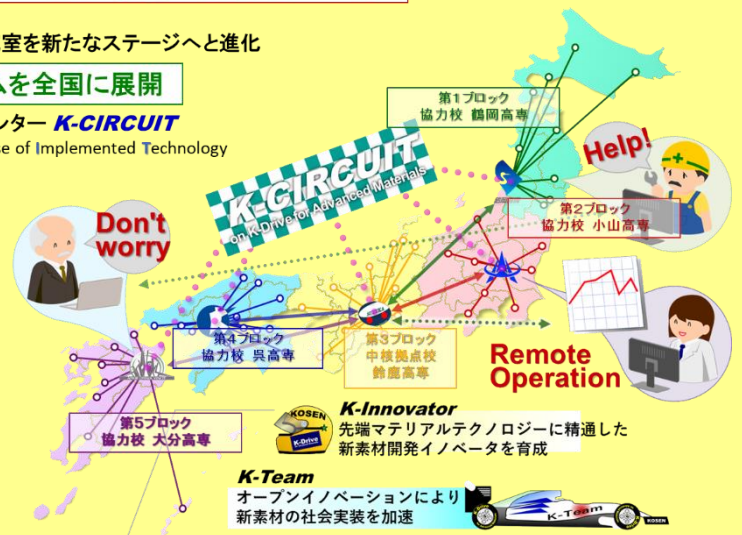 室を新たなステージへと進化
ムを全国に展開
ンター K-CIRCUIT
se of Implemented Technology
第1ブロック
協力校 鶴岡高専
Help!
K-CIRCUIT
on K-Drive for Advanced Materials
第2ブロック
協力校 小山高専
Don't
worry
第4ブロック
協力校 呉高専
第3ブロック
中核拠点校
鈴鹿高専
Remote
Operation
第5ブロック
協力校 大分高専
KOSEN
K-Drive
K-Innovator
先端マテリアルテクノロジーに精通した
新素材開発イノベータを育成
K-Team
オープンイノベーションにより
新素材の社会実装を加速
K-Team
KOSEN